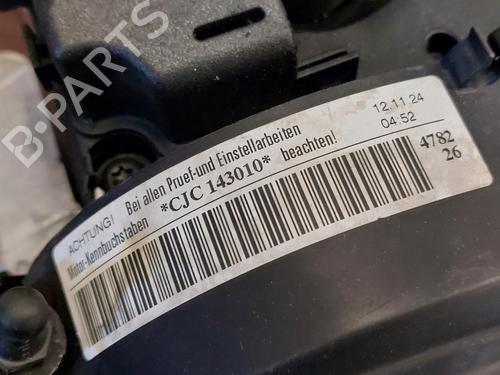 B-PARTS
ACHTUNG! Bei allen Pruef-und Einstellarbeiten
Motor-Kennbuchstaben *CJC 143010* beachten!
12.11.24
04:52
4782
26